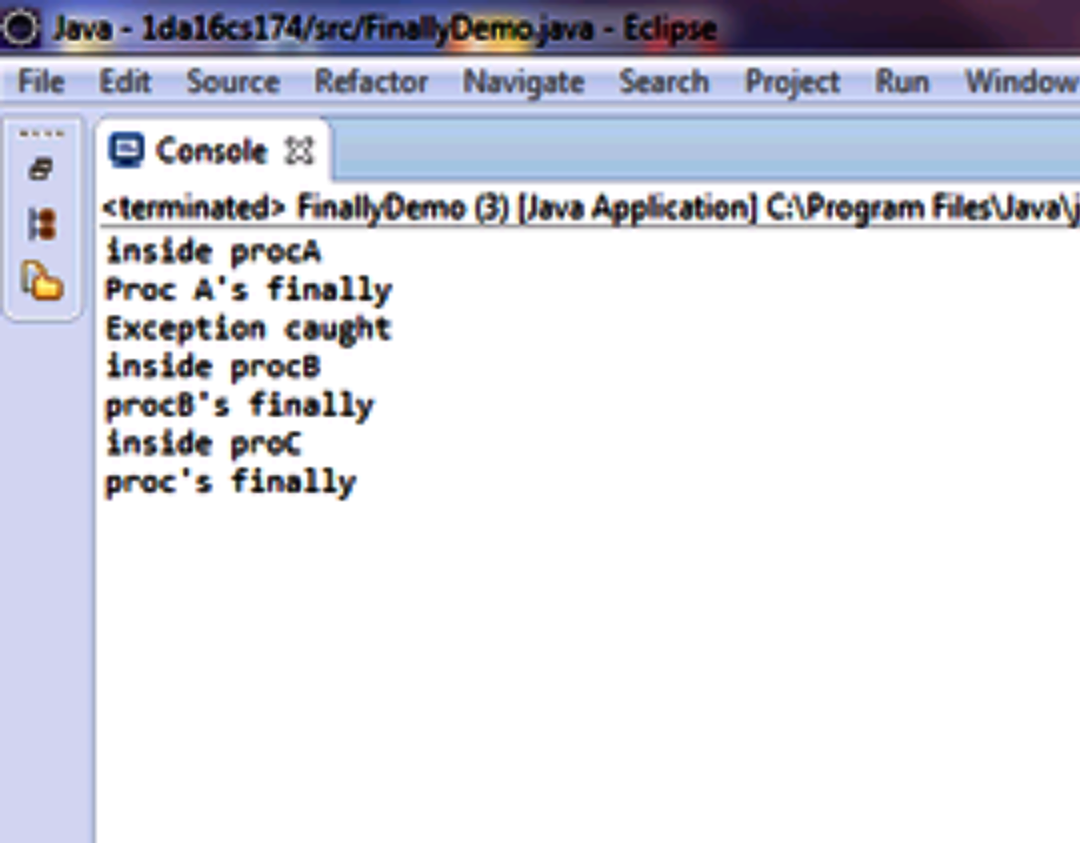 Java - 1da16cs174/src/FinallyDemo.java - Eclipse
File Edit Source Refactor Navigate Search Project Run Window
Console
<terminated> FinallyDemo (3) [Java Application] C:\Program Files\Java\j
inside procA
Proc A's finally
Exception caught
inside procB
procB's finally
inside proC
proc's finally